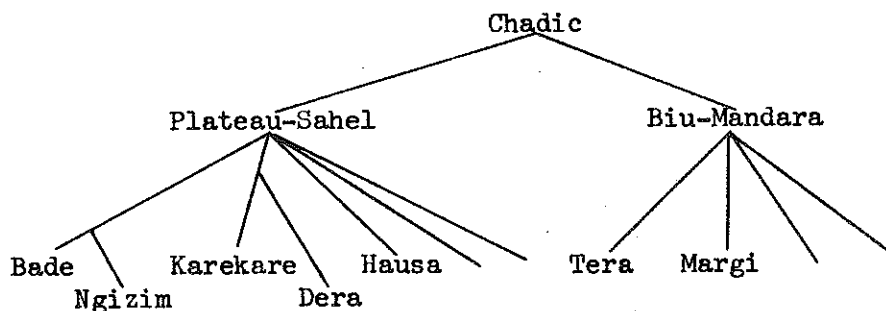 Chadic
Plateau-Sahel Biu-Mandara
Bade Karekare Hausa Tera Margi
Ngizim Dera